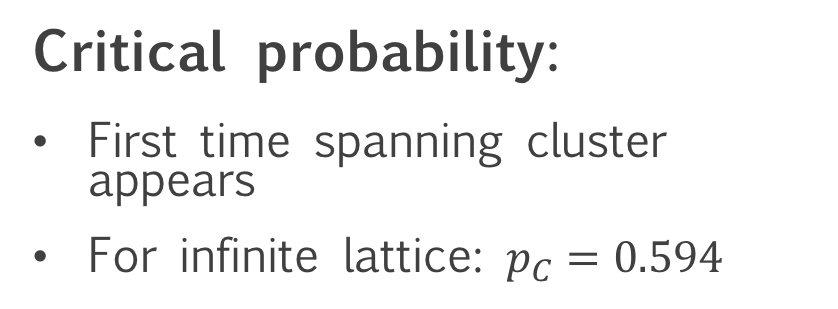 Critical probability:
• First time spanning cluster
appears
• For infinite lattice: p_C = 0.594